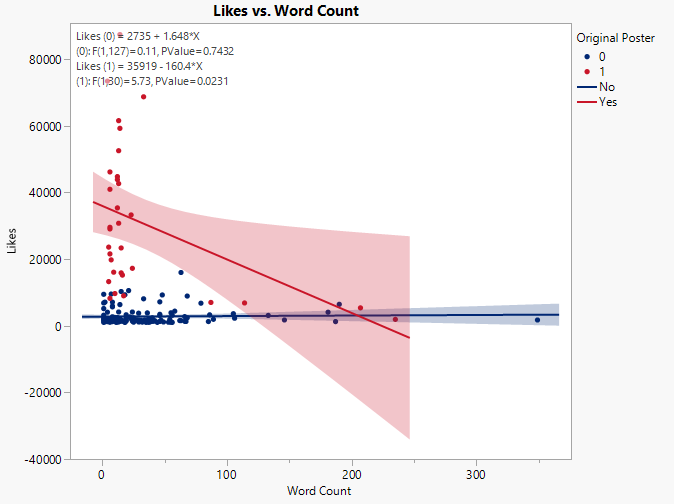 Likes vs. Word Count
Likes (0) = 2735 + 1.648*X
(0): F(1,127)=0.11, PValue=0.7432
Likes (1) = 35919 - 160.4*X
(1): F(1,30)=5.73, PValue=0.0231
Original Poster
0
1
No
Yes
80000
60000
40000
20000
0
-20000
-40000
Likes
0
100
200
300
Word Count